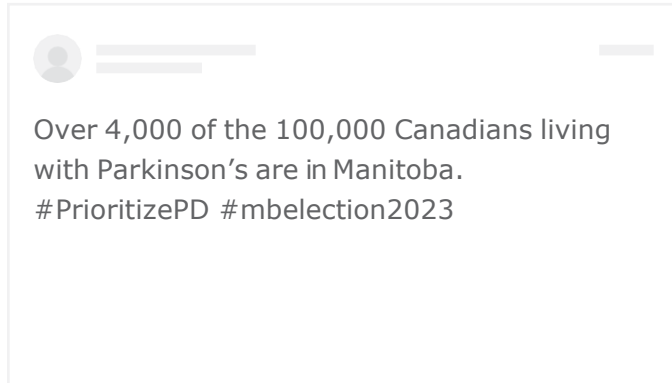 Over 4,000 of the 100,000 Canadians living
with Parkinson’s are in Manitoba.
#PrioritizePD #mbelection2023